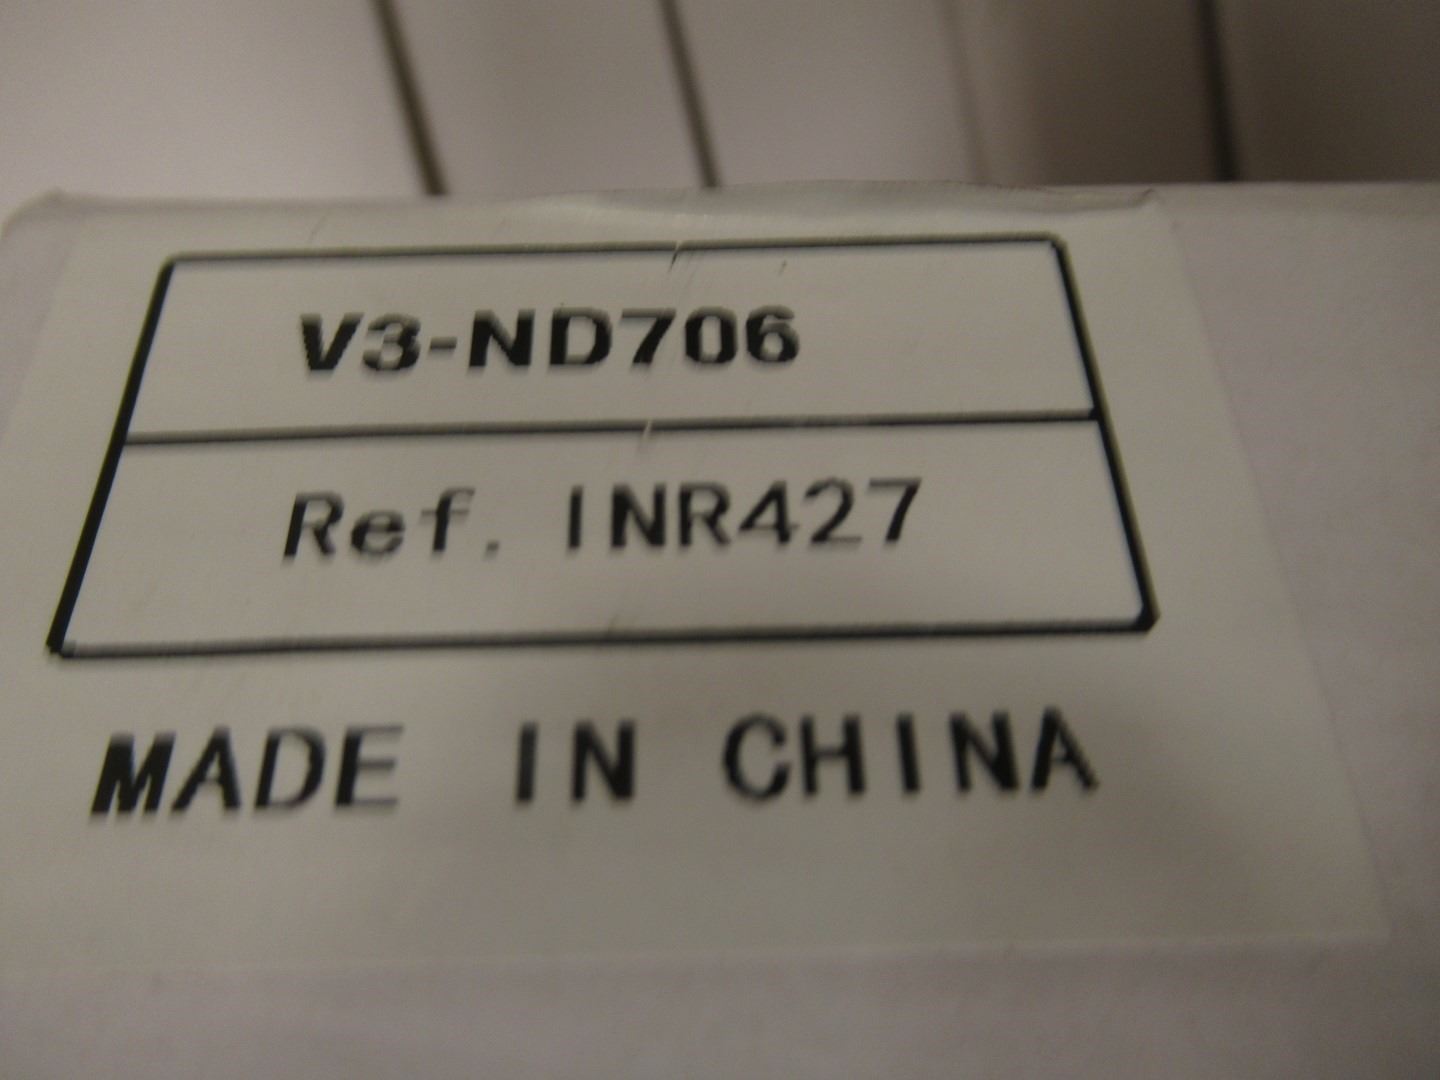 V3-ND706
Ref. INR427
MADE IN CHINA